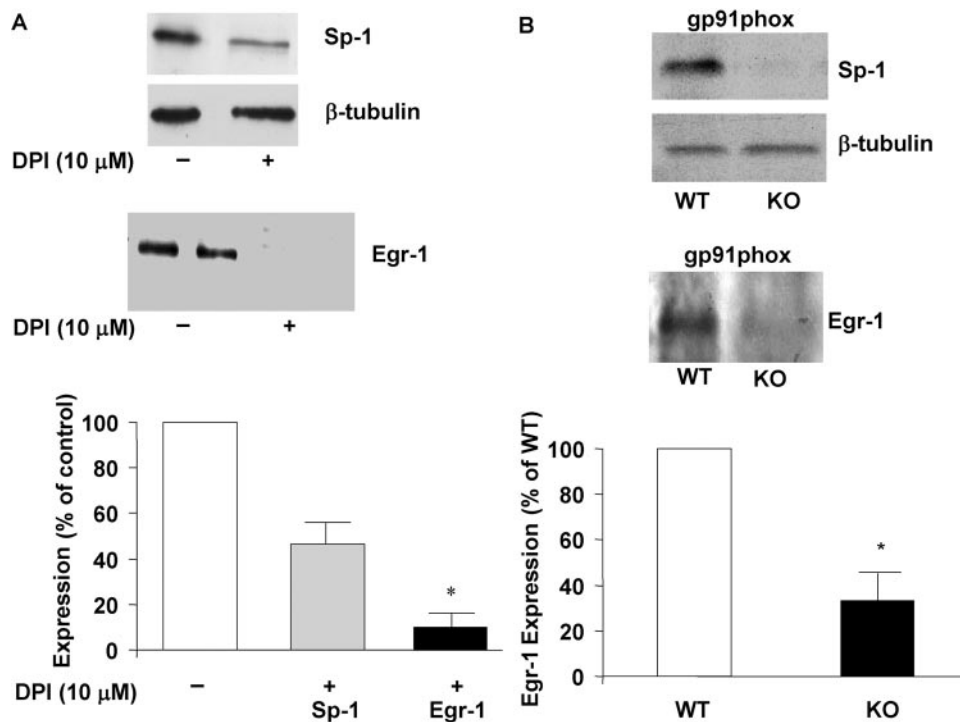 A
Sp-1
β-tubulin
DPI (10 μM) – +
Egr-1
DPI (10 μM) – +
Expression (% of control)
100
80
60
40
20
0
DPI (10 μM) – + +
Sp-1 Egr-1
*
B
gp91phox
Sp-1
β-tubulin
WT KO
gp91phox
Egr-1
WT KO
Egr-1 Expression (% of WT)
100
80
60
40
20
0
*
WT KO